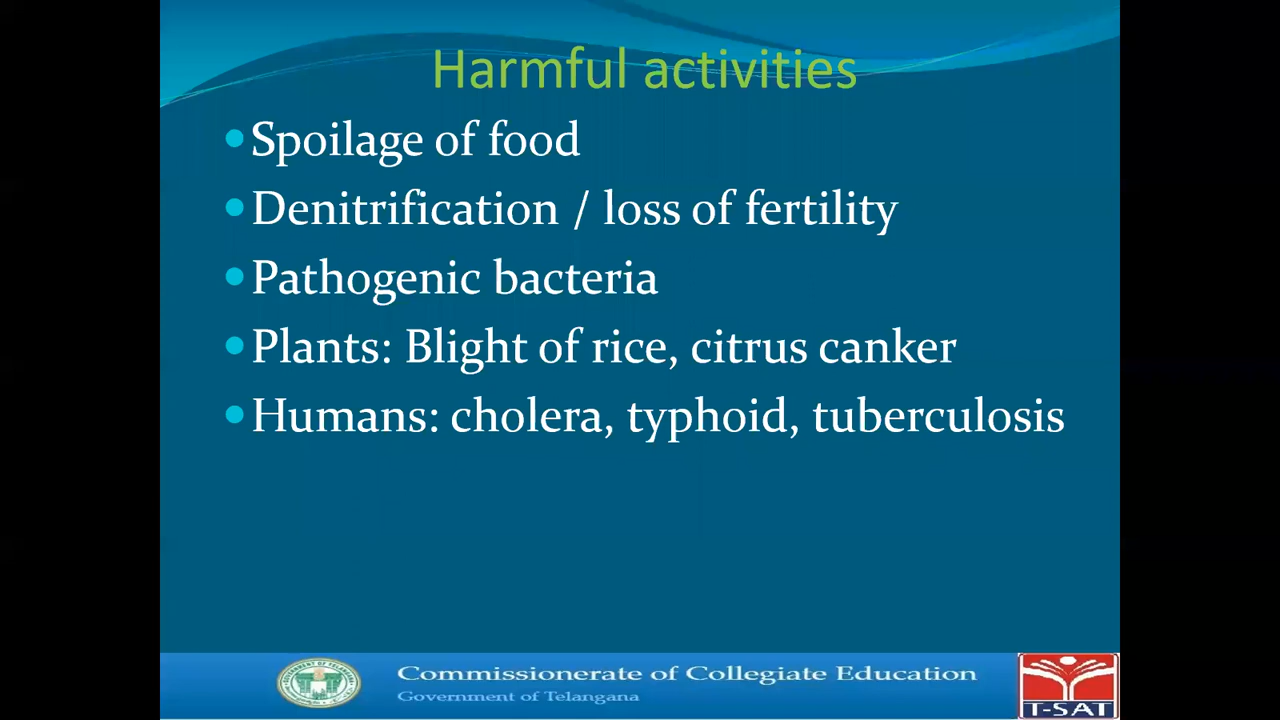 Harmful activities
Spoilage of food
Denitrification / loss of fertility
Pathogenic bacteria
Plants: Blight of rice, citrus canker
Humans: cholera, typhoid, tuberculosis
Commissionerate of Collegiate Education
Government of Telangana
T-SAT